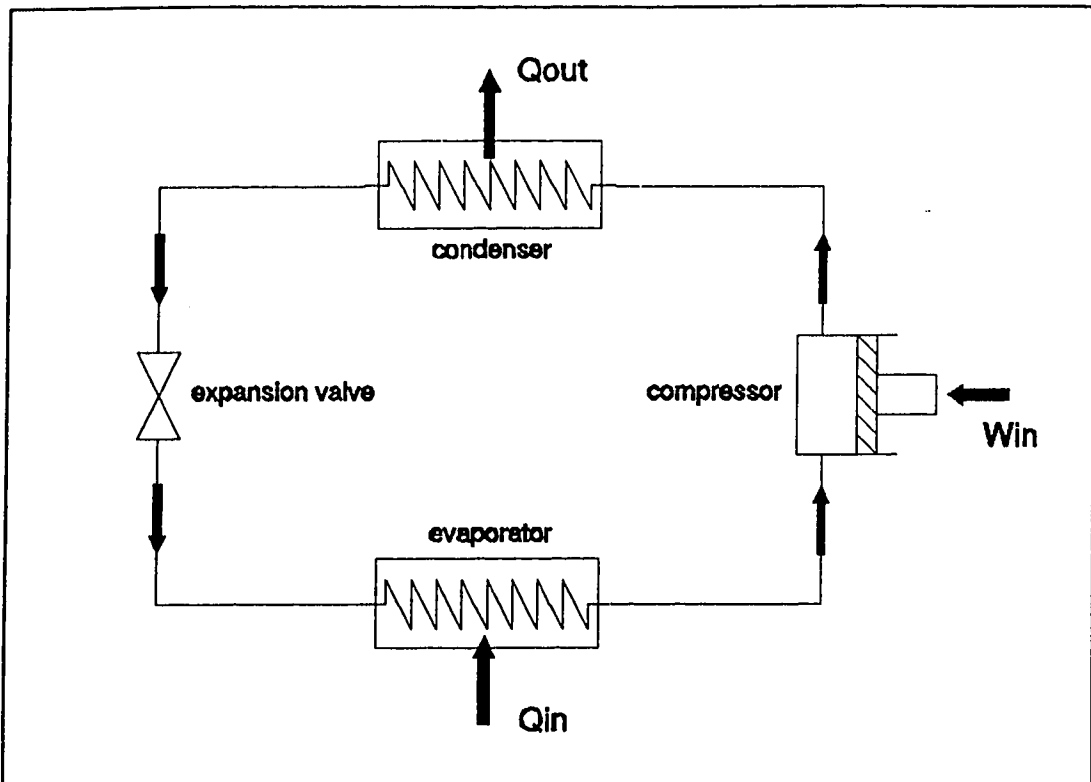 Qout
condenser
expansion valve
compressor
Win
evaporator
Qin